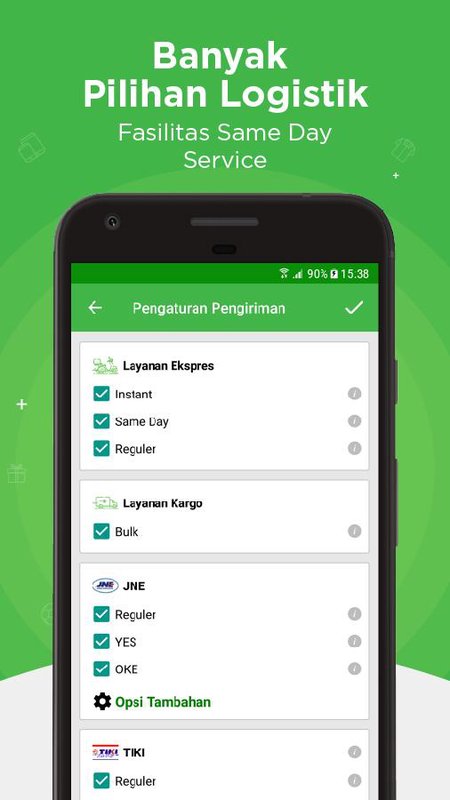 Banyak
Pilihan Logistik
Fasilitas Same Day
Service
90% 15.38
Pengaturan Pengiriman
Layanan Ekspres
Instant
Same Day
Reguler
Layanan Kargo
Bulk
JNE JNE
Reguler
YES
OKE
Opsi Tambahan
TIKI TIKI
Reguler